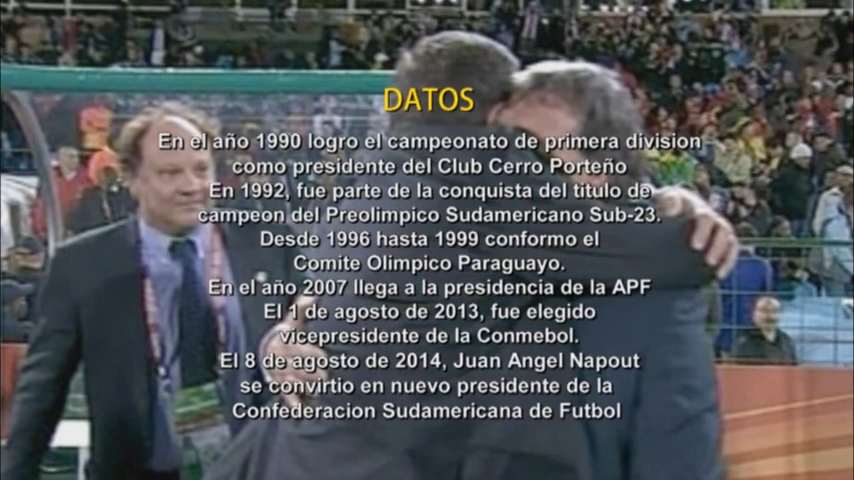 DATOS
En el año 1990 logro el campeonato de primera division
como presidente del Club Cerro Porteño
En 1992, fue parte de la conquista del titulo de
campeon del Preolimpico Sudamericano Sub-23.
Desde 1996 hasta 1999 conformo el
Comite Olimpico Paraguayo.
En el año 2007 llega a la presidencia de la APF
El 1 de agosto de 2013, fue elegido
vicepresidente de la Conmebol.
El 8 de agosto de 2014, Juan Angel Napout
se convirtio en nuevo presidente de la
Confederacion Sudamericana de Futbol